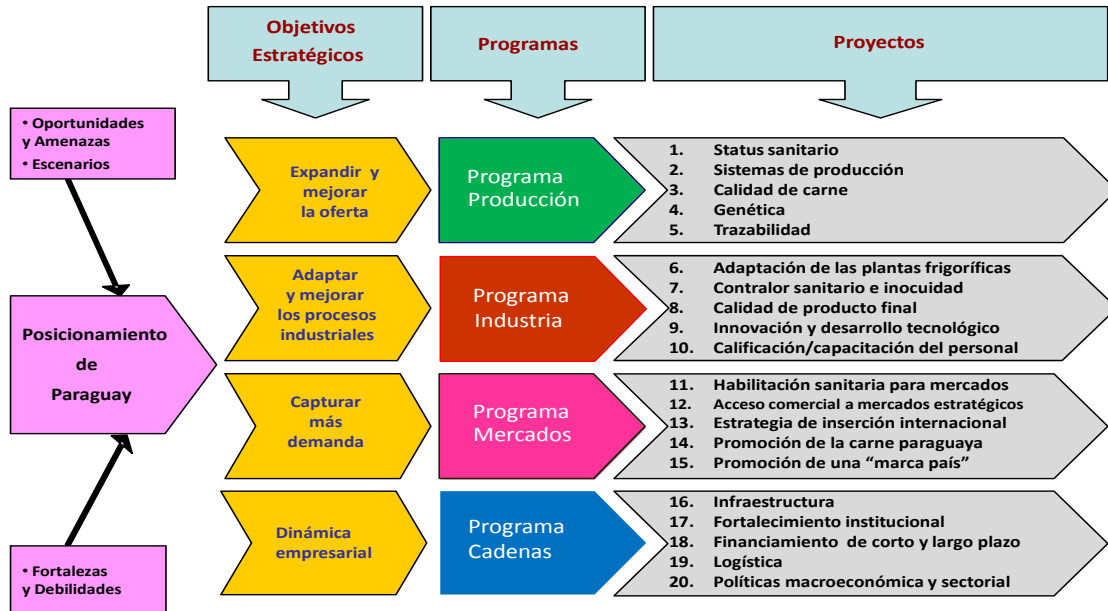 Objetivos
Estratégicos
Programas
Proyectos
• Oportunidades
y Amenazas
• Escenarios
Posicionamiento
de
Paraguay
• Fortalezas
y Debilidades
Expandir y
mejorar
la oferta
Programa
Producción
1. Status sanitario
2. Sistemas de producción
3. Calidad de carne
4. Genética
5. Trazabilidad
Adaptar
y mejorar
los procesos
industriales
Programa
Industria
6. Adaptación de las plantas frigoríficas
7. Contralor sanitario e inocuidad
8. Calidad de producto final
9. Innovación y desarrollo tecnológico
10. Calificación/capacitación del personal
Capturar
más
demanda
Programa
Mercados
11. Habilitación sanitaria para mercados
12. Acceso comercial a mercados estratégicos
13. Estrategia de inserción internacional
14. Promoción de la carne paraguaya
15. Promoción de una “marca país”
Dinámica
empresarial
Programa
Cadenas
16. Infraestructura
17. Fortalecimiento institucional
18. Financiamiento de corto y largo plazo
19. Logística
20. Políticas macroeconómica y sectorial